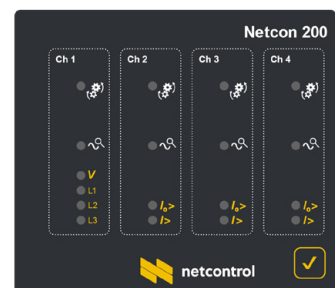 Netcon 200
Ch 1 Ch 2 Ch 3 Ch 4
V
L1
L2 I₀> I₀> I₀>
L3 I> I> I>
netcontrol